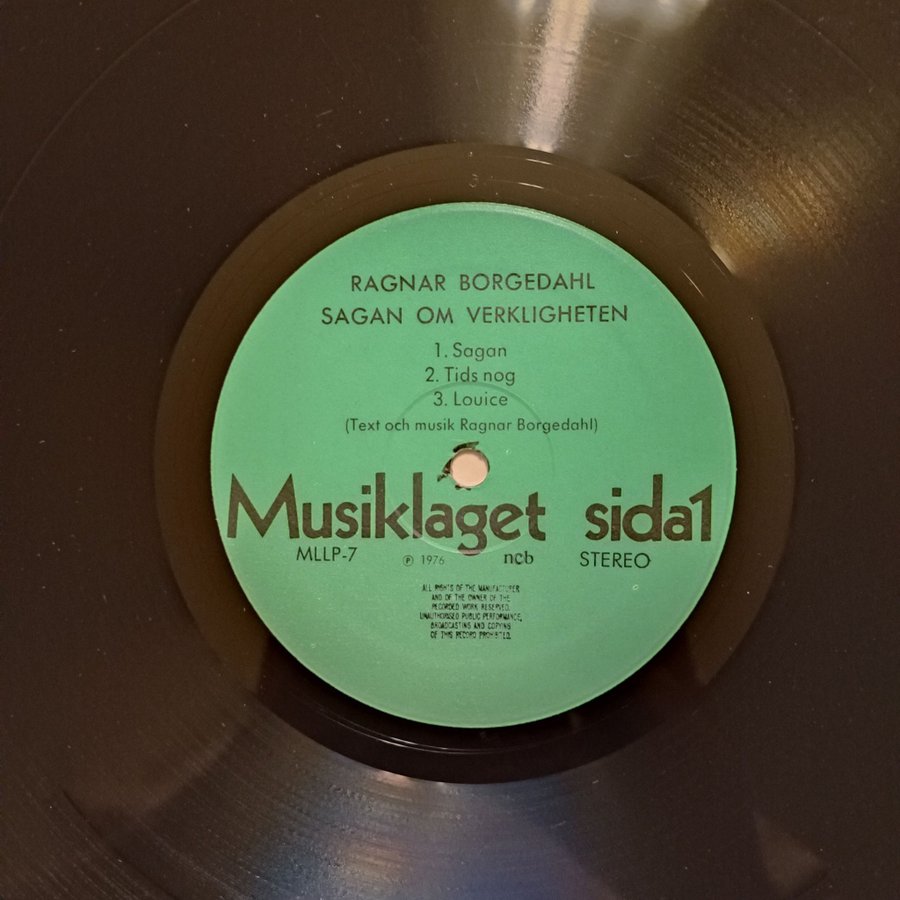 RAGNAR BORGEDAHL
SAGAN OM VERKLIGHETEN
1. Sagan
2. Tids nog
3. Louice
(Text och musik Ragnar Borgedahl)
Musiklaget sida1
MLLP-7 ℗ 1976 ncb STEREO
ALL RIGHTS OF THE MANUFACTURER
AND OF THE OWNER OF THE
RECORDED WORK RESERVED.
UNAUTHORISED PUBLIC PERFORMANCE,
BROADCASTING AND COPYING
OF THIS RECORD PROHIBITED.